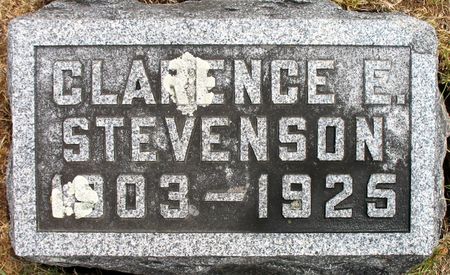 CLARENCE E.
STEVENSON
1903-1925